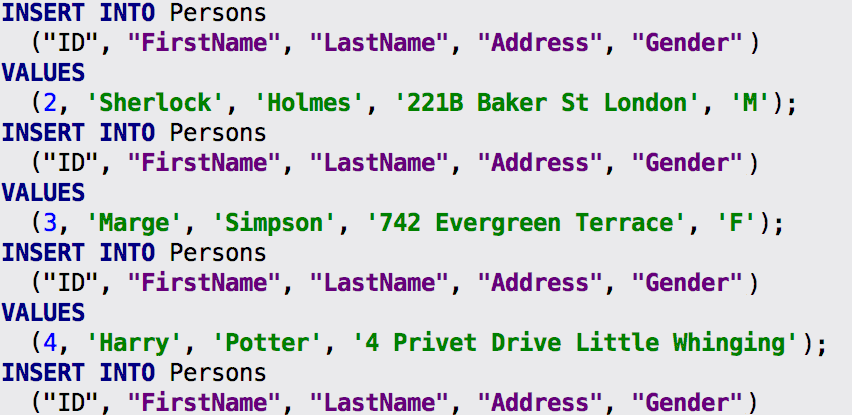 INSERT INTO Persons
("ID", "FirstName", "LastName", "Address", "Gender")
VALUES
(2, 'Sherlock', 'Holmes', '221B Baker St London', 'M');
INSERT INTO Persons
("ID", "FirstName", "LastName", "Address", "Gender")
VALUES
(3, 'Marge', 'Simpson', '742 Evergreen Terrace', 'F');
INSERT INTO Persons
("ID", "FirstName", "LastName", "Address", "Gender")
VALUES
(4, 'Harry', 'Potter', '4 Privet Drive Little Whinging');
INSERT INTO Persons
("ID", "FirstName", "LastName", "Address", "Gender")